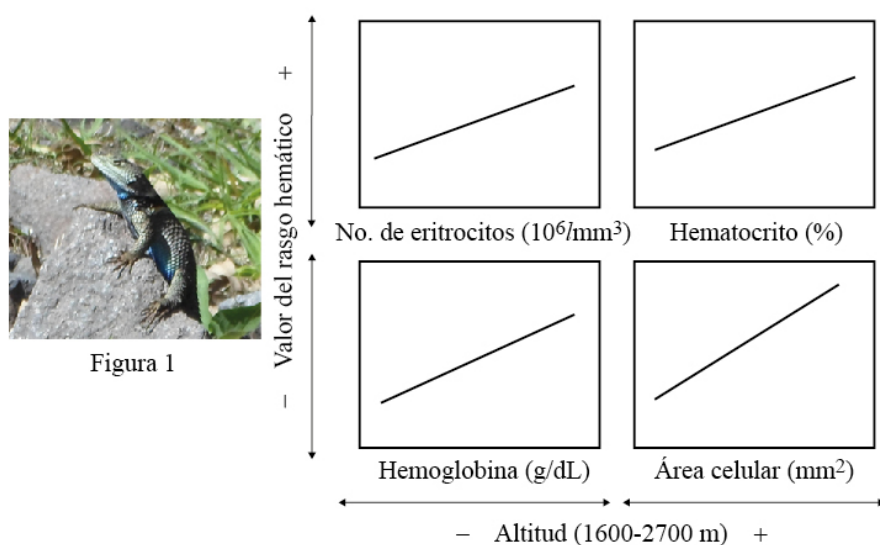 Valor del rasgo hemático
+
−
No. de eritrocitos (10⁶/mm³)
Hematocrito (%)
Figura 1
Hemoglobina (g/dL)
Área celular (mm²)
− Altitud (1600-2700 m) +